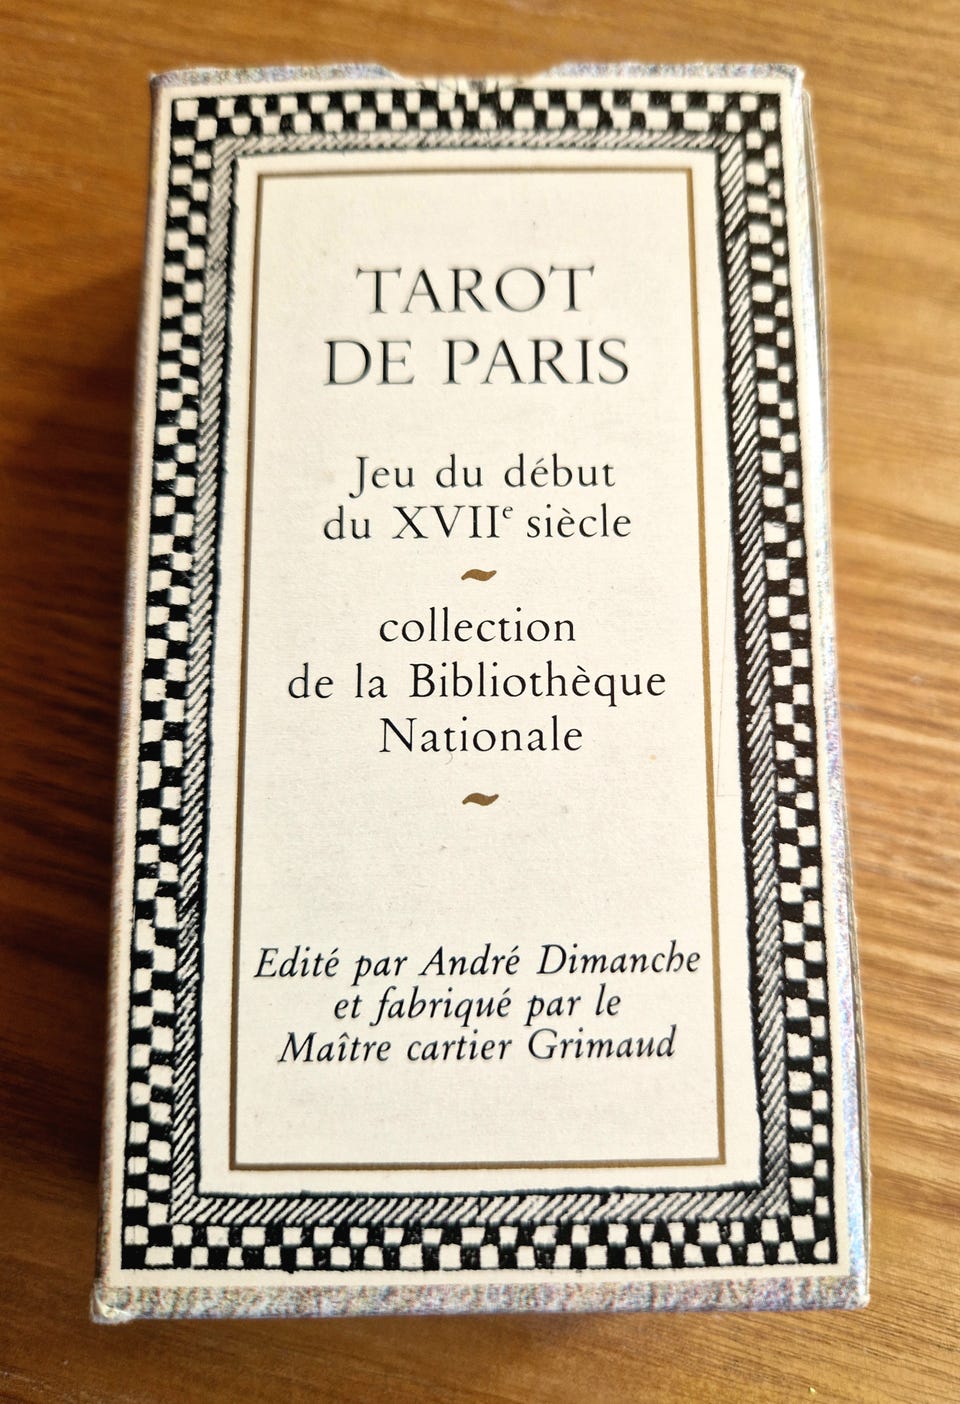 TAROT
DE PARIS
Jeu du début
du XVIIᵉ siècle
collection
de la Bibliothèque
Nationale
Edité par André Dimanche
et fabriqué par le
Maître cartier Grimaud